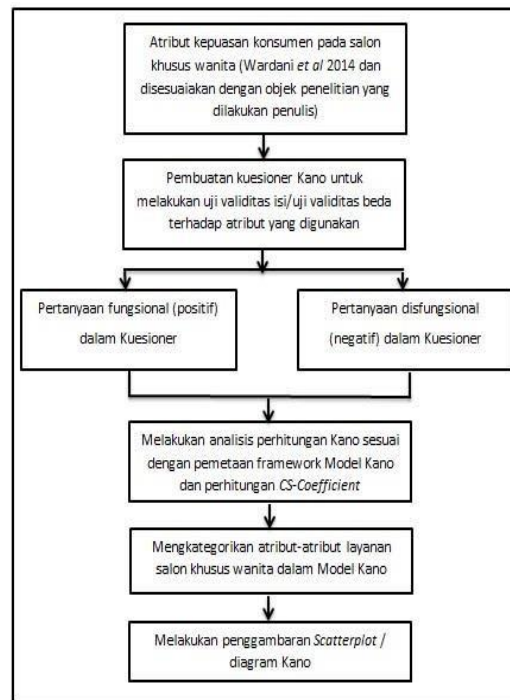 Atribut kepuasan konsumen pada salon
khusus wanita (Wardani et al 2014 dan
disesuaiakan dengan objek penelitian yang
dilakukan penulis)
Pembuatan kuesioner Kano untuk
melakukan uji validitas isi/uji validitas beda
terhadap atribut yang digunakan
Pertanyaan fungsional (positif)
dalam Kuesioner
Pertanyaan disfungsional
(negatif) dalam Kuesioner
Melakukan analisis perhitungan Kano sesuai
dengan pemetaan framework Model Kano
dan perhitungan CS-Coefficient
Mengkategorikan atribut-atribut layanan
salon khusus wanita dalam Model Kano
Melakukan penggambaran Scatterplot /
diagram Kano